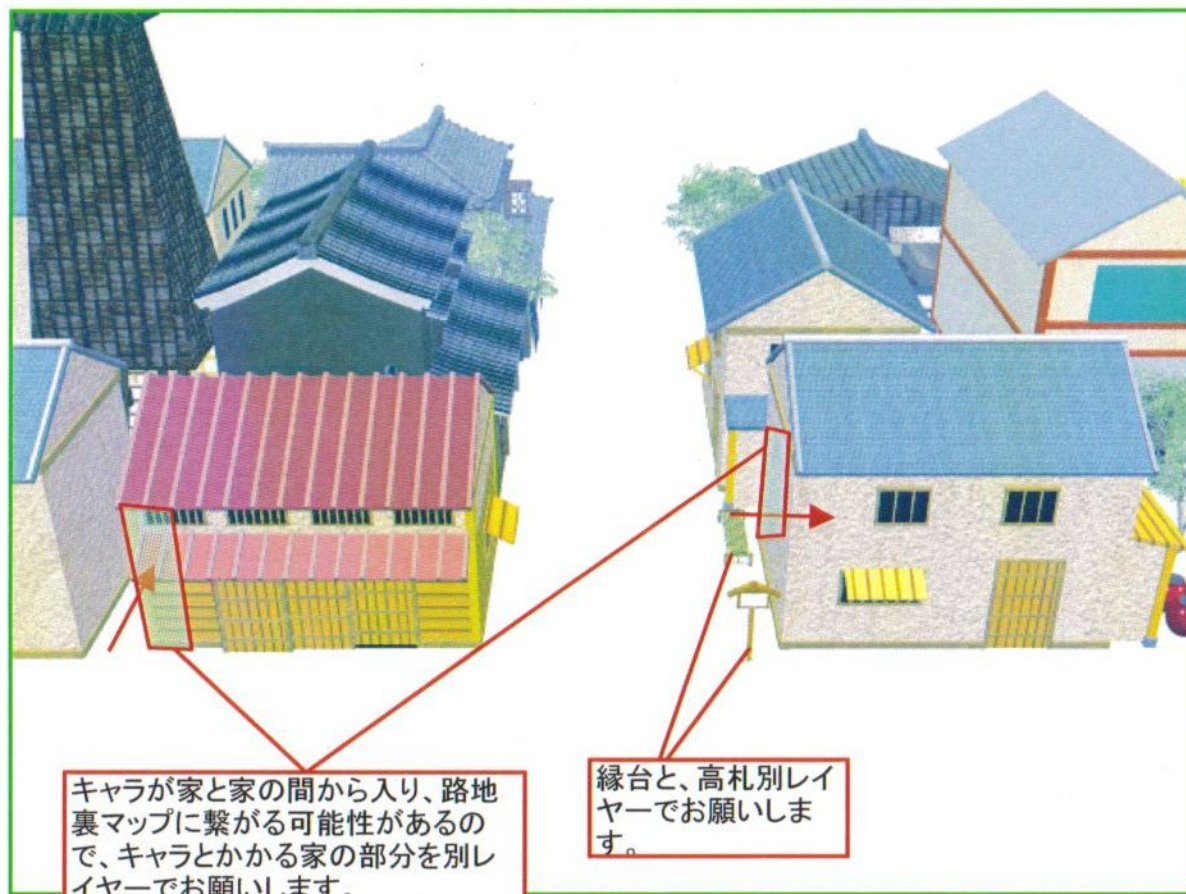 キャラが家と家の間から入り、路地
裏マップに繋がる可能性があるの
で、キャラとかかる家の部分を別レ
イヤーでお願いします。
縁台と、高札別レイ
ヤーでお願いしま
す。